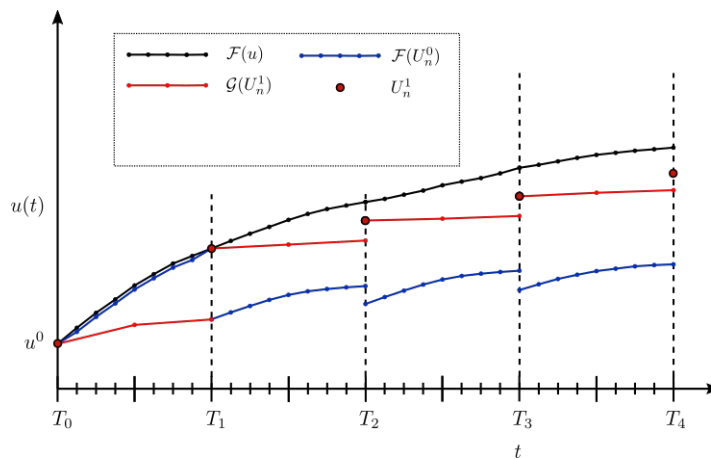 𝓕(u) 𝓕(U_n^0)
𝓖(U_n^1) U_n^1
u(t)
u^0
T_0 T_1 T_2 T_3 T_4
t